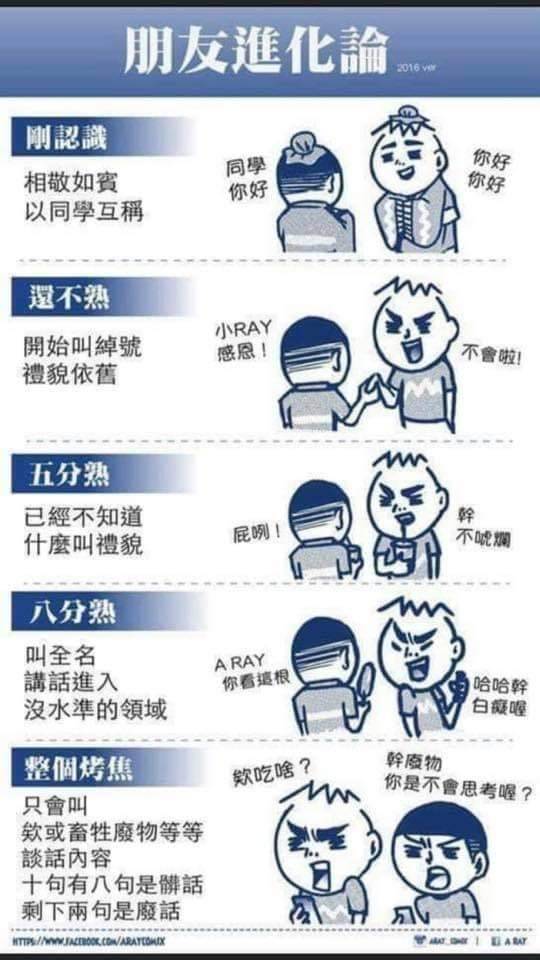 朋友進化論 2016 ver
剛認識
相敬如賓
以同學互稱
同學
你好
你好
你好
還不熟
開始叫綽號
禮貌依舊
小RAY
感恩！
不會啦!
五分熟
已經不知道
什麼叫禮貌
屁咧！
幹
不唬爛
八分熟
叫全名
講話進入
沒水準的領域
A RAY
你看這根
哈哈幹
白癡喔
整個烤焦
只會叫
欸或畜牲廢物等等
談話內容
十句有八句是髒話
剩下兩句是廢話
欸吃啥？
幹廢物
你是不會思考喔？
HTTPS://WWW.FACEBOOK.COM/ARAYCOMIX
ARAY_COMIX | A RAY